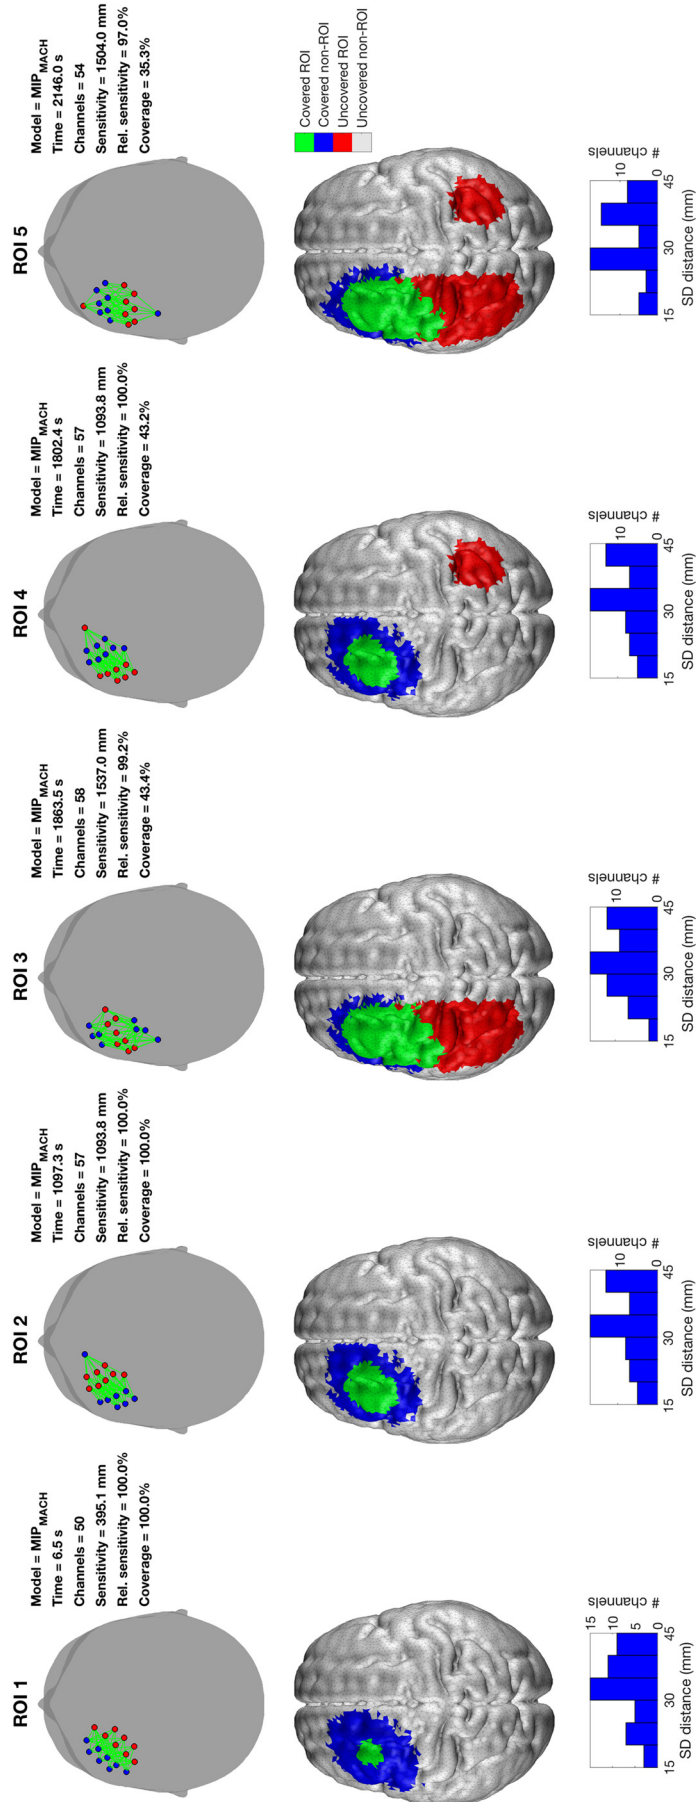 ROI 1
Model = MIPMACH
Time = 6.5 s
Channels = 50
Sensitivity = 395.1 mm
Rel. sensitivity = 100.0%
Coverage = 100.0%
15
10
5
0
# channels
15
30
45
SD distance (mm)
ROI 2
Model = MIPMACH
Time = 1097.3 s
Channels = 57
Sensitivity = 1093.8 mm
Rel. sensitivity = 100.0%
Coverage = 100.0%
10
0
# channels
15
30
45
SD distance (mm)
ROI 3
Model = MIPMACH
Time = 1863.5 s
Channels = 58
Sensitivity = 1537.0 mm
Rel. sensitivity = 99.2%
Coverage = 43.4%
10
0
# channels
15
30
45
SD distance (mm)
ROI 4
Model = MIPMACH
Time = 1802.4 s
Channels = 57
Sensitivity = 1093.8 mm
Rel. sensitivity = 100.0%
Coverage = 43.2%
10
0
# channels
15
30
45
SD distance (mm)
ROI 5
Model = MIPMACH
Time = 2146.0 s
Channels = 54
Sensitivity = 1504.0 mm
Rel. sensitivity = 97.0%
Coverage = 35.3%
Covered ROI
Covered non-ROI
Uncovered ROI
Uncovered non-ROI
10
0
# channels
15
30
45
SD distance (mm)